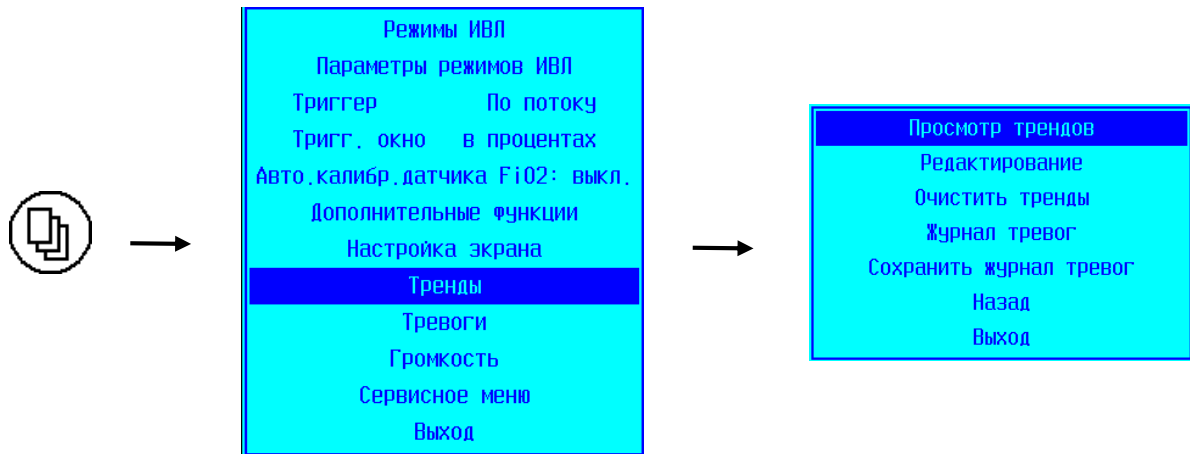 Режимы ИВЛ
Параметры режимов ИВЛ
Триггер По потоку
Тригг. окно в процентах
Авто.калибр.датчика FiO2: выкл.
Дополнительные функции
Настройка экрана
Тренды
Тревоги
Громкость
Сервисное меню
Выход
Просмотр трендов
Редактирование
Очистить тренды
Журнал тревог
Сохранить журнал тревог
Назад
Выход